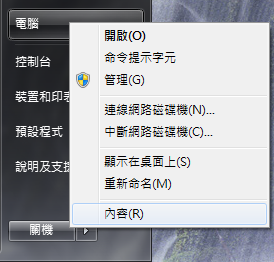 電腦
控制台
裝置和印表
預設程式
說明及支援
關機
開啟(O)
命令提示字元
管理(G)
連線網路磁碟機(N)...
中斷網路磁碟機(C)...
顯示在桌面上(S)
重新命名(M)
內容(R)